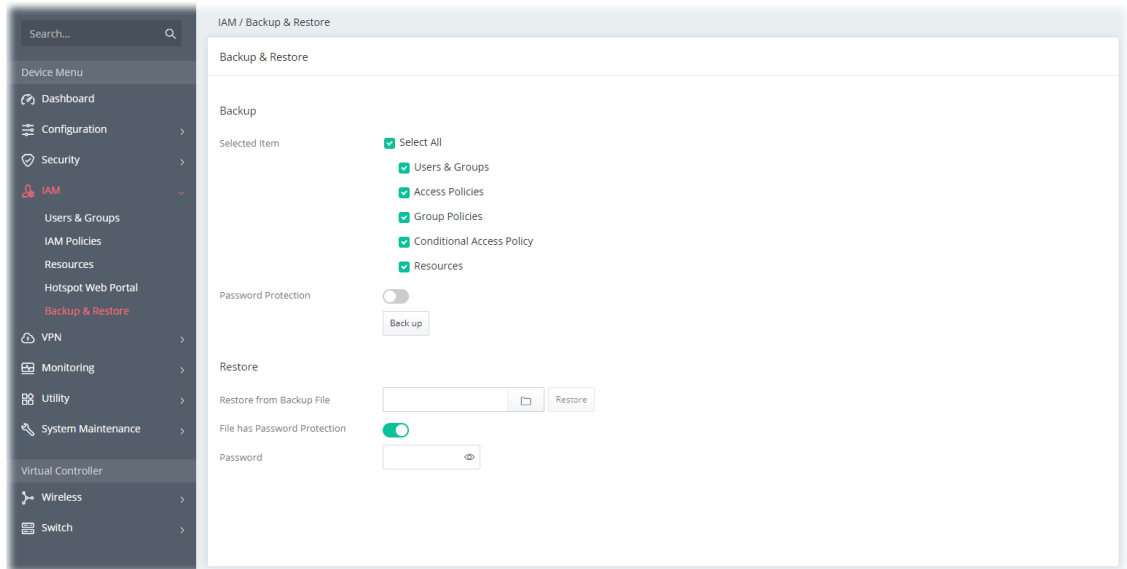 Search...
Device Menu
Dashboard
Configuration
Security
IAM
Users & Groups
IAM Policies
Resources
Hotspot Web Portal
Backup & Restore
VPN
Monitoring
Utility
System Maintenance
Virtual Controller
Wireless
Switch
IAM / Backup & Restore
Backup & Restore
Backup
Selected Item
Select All
Users & Groups
Access Policies
Group Policies
Conditional Access Policy
Resources
Password Protection
Back up
Restore
Restore from Backup File
Restore
File has Password Protection
Password